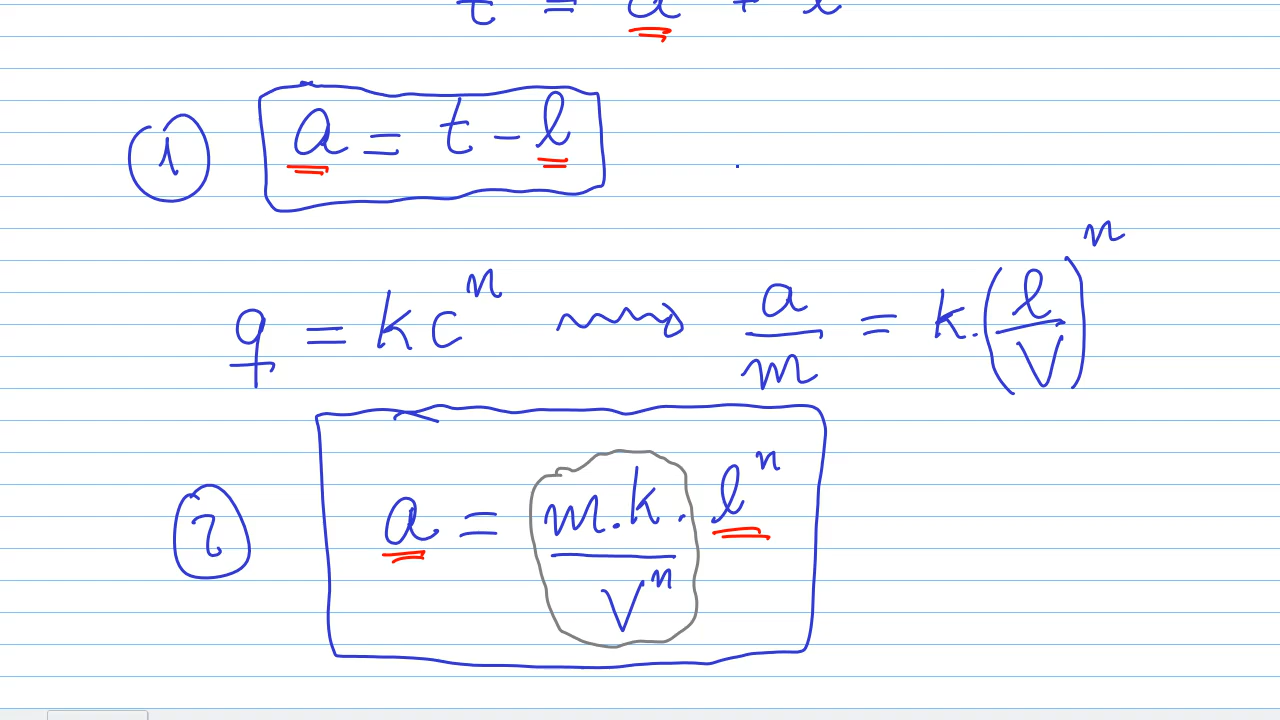 t = a + l
① a = t - l
q = kc^n ⇝ a/m = k.(l/V)^n
② a = m.k/V^n . l^n